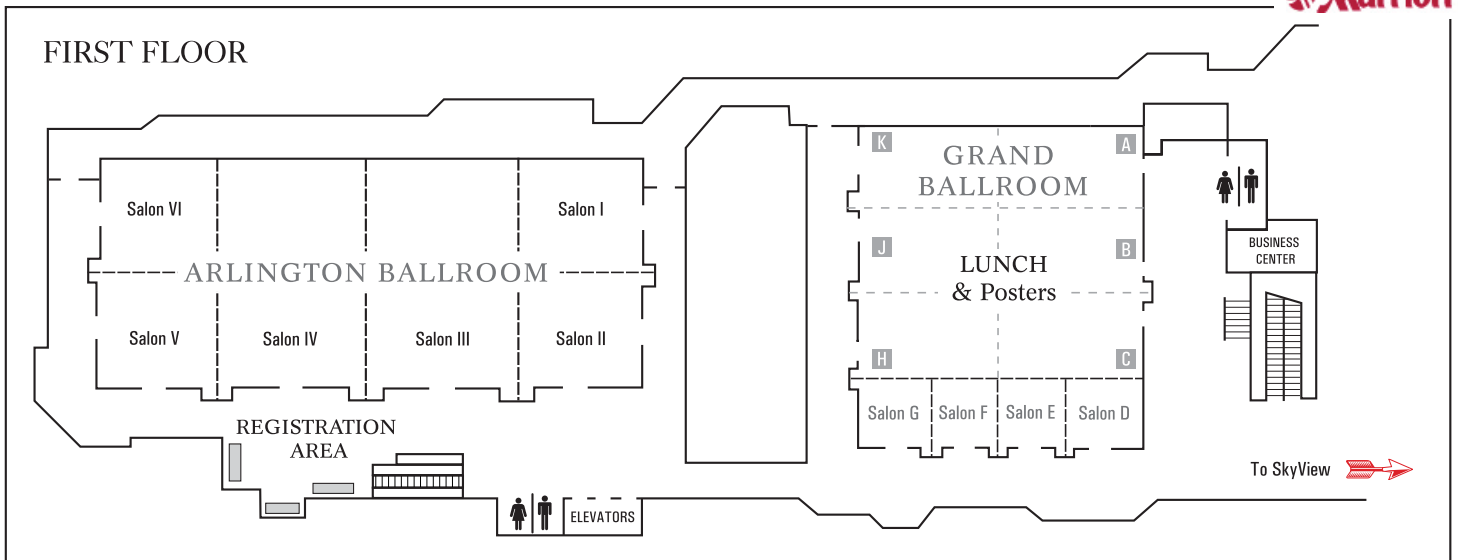 Marriott
FIRST FLOOR
K
A
GRAND
BALLROOM
Salon VI
Salon I
J
B
BUSINESS
CENTER
LUNCH
& Posters
ARLINGTON BALLROOM
Salon V
Salon IV
Salon III
Salon II
H
C
Salon G
Salon F
Salon E
Salon D
REGISTRATION
AREA
To SkyView
ELEVATORS